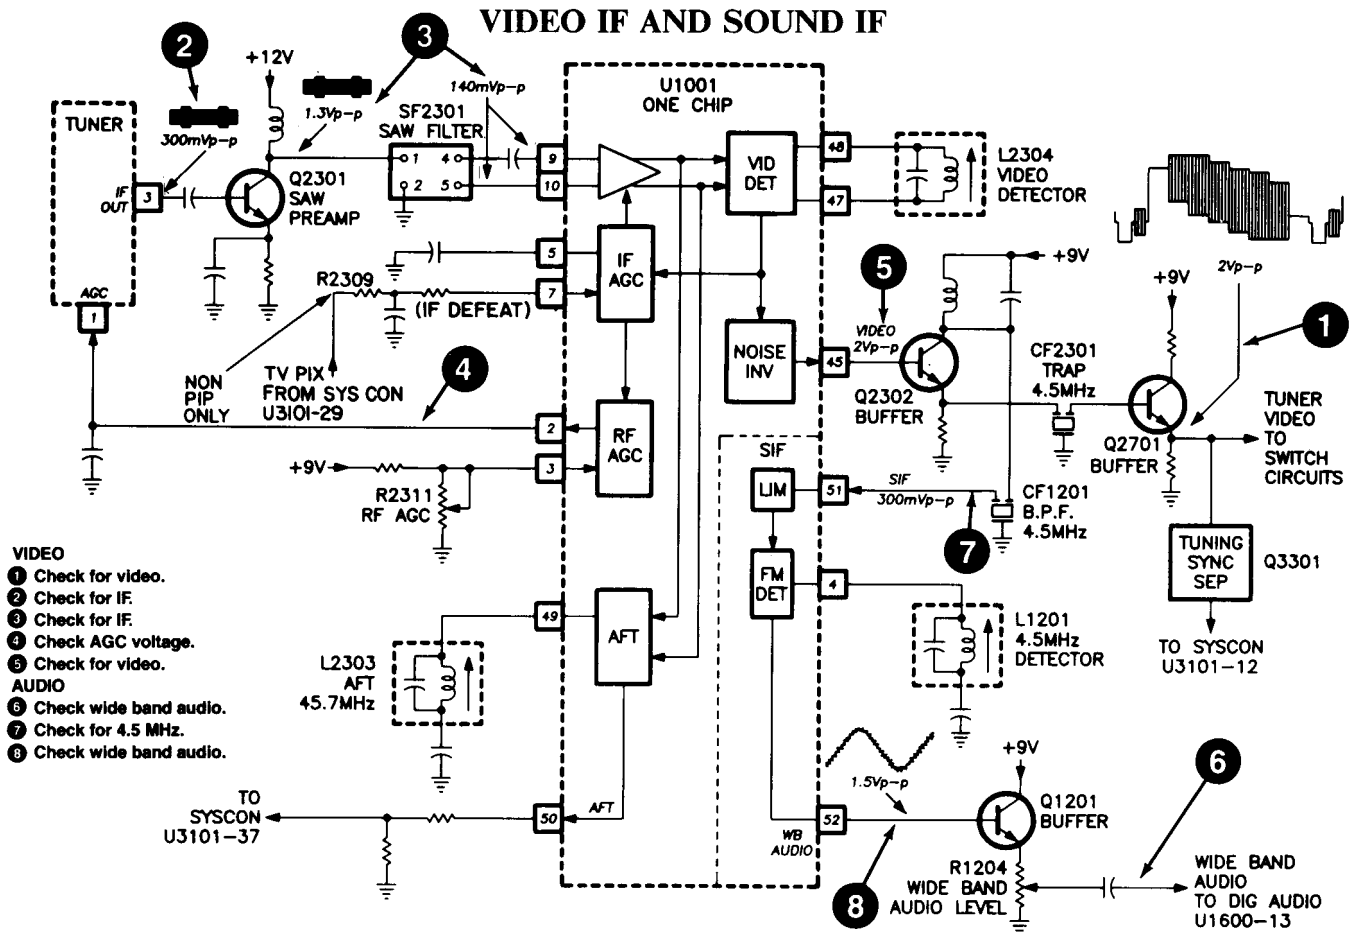 VIDEO IF AND SOUND IF
2
3
+12V
140mVp-p
1.3Vp-p
300mVp-p
TUNER
IF
OUT
3
AGC
1
Q2301
SAW
PREAMP
SF2301
SAW FILTER
1
4
2
5
U1001
ONE CHIP
9
10
5
7
2
3
49
50
VID
DET
IF
AGC
NOISE
INV
RF
AGC
SIF
LIM
FM
DET
AFT
AFT
WB
AUDIO
48
47
45
51
4
52
L2304
VIDEO
DETECTOR
R2309
(IF DEFEAT)
NON
PIP
ONLY
TV PIX
FROM SYS CON
U3101-29
4
+9V
R2311
RF AGC
5
VIDEO
2Vp-p
Q2302
BUFFER
+9V
CF2301
TRAP
4.5MHz
+9V
2Vp-p
1
Q2701
BUFFER
TUNER
VIDEO
TO
SWITCH
CIRCUITS
SIF
300mVp-p
7
CF1201
B.P.F.
4.5MHz
TUNING
SYNC
SEP
Q3301
TO SYSCON
U3101-12
L1201
4.5MHz
DETECTOR
L2303
AFT
45.7MHz
VIDEO
1 Check for video.
2 Check for IF.
3 Check for IF.
4 Check AGC voltage.
5 Check for video.
AUDIO
6 Check wide band audio.
7 Check for 4.5 MHz.
8 Check wide band audio.
TO
SYSCON
U3101-37
1.5Vp-p
8
+9V
Q1201
BUFFER
R1204
WIDE BAND
AUDIO LEVEL
6
WIDE BAND
AUDIO
TO DIG AUDIO
U1600-13